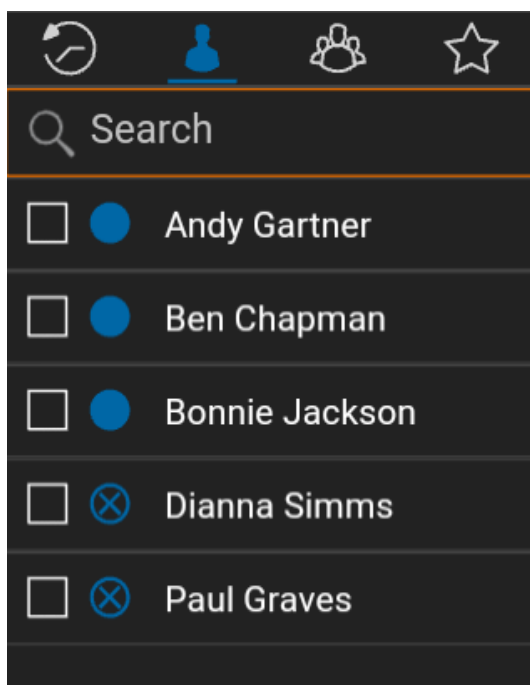 Search
Andy Gartner
Ben Chapman
Bonnie Jackson
Dianna Simms
Paul Graves